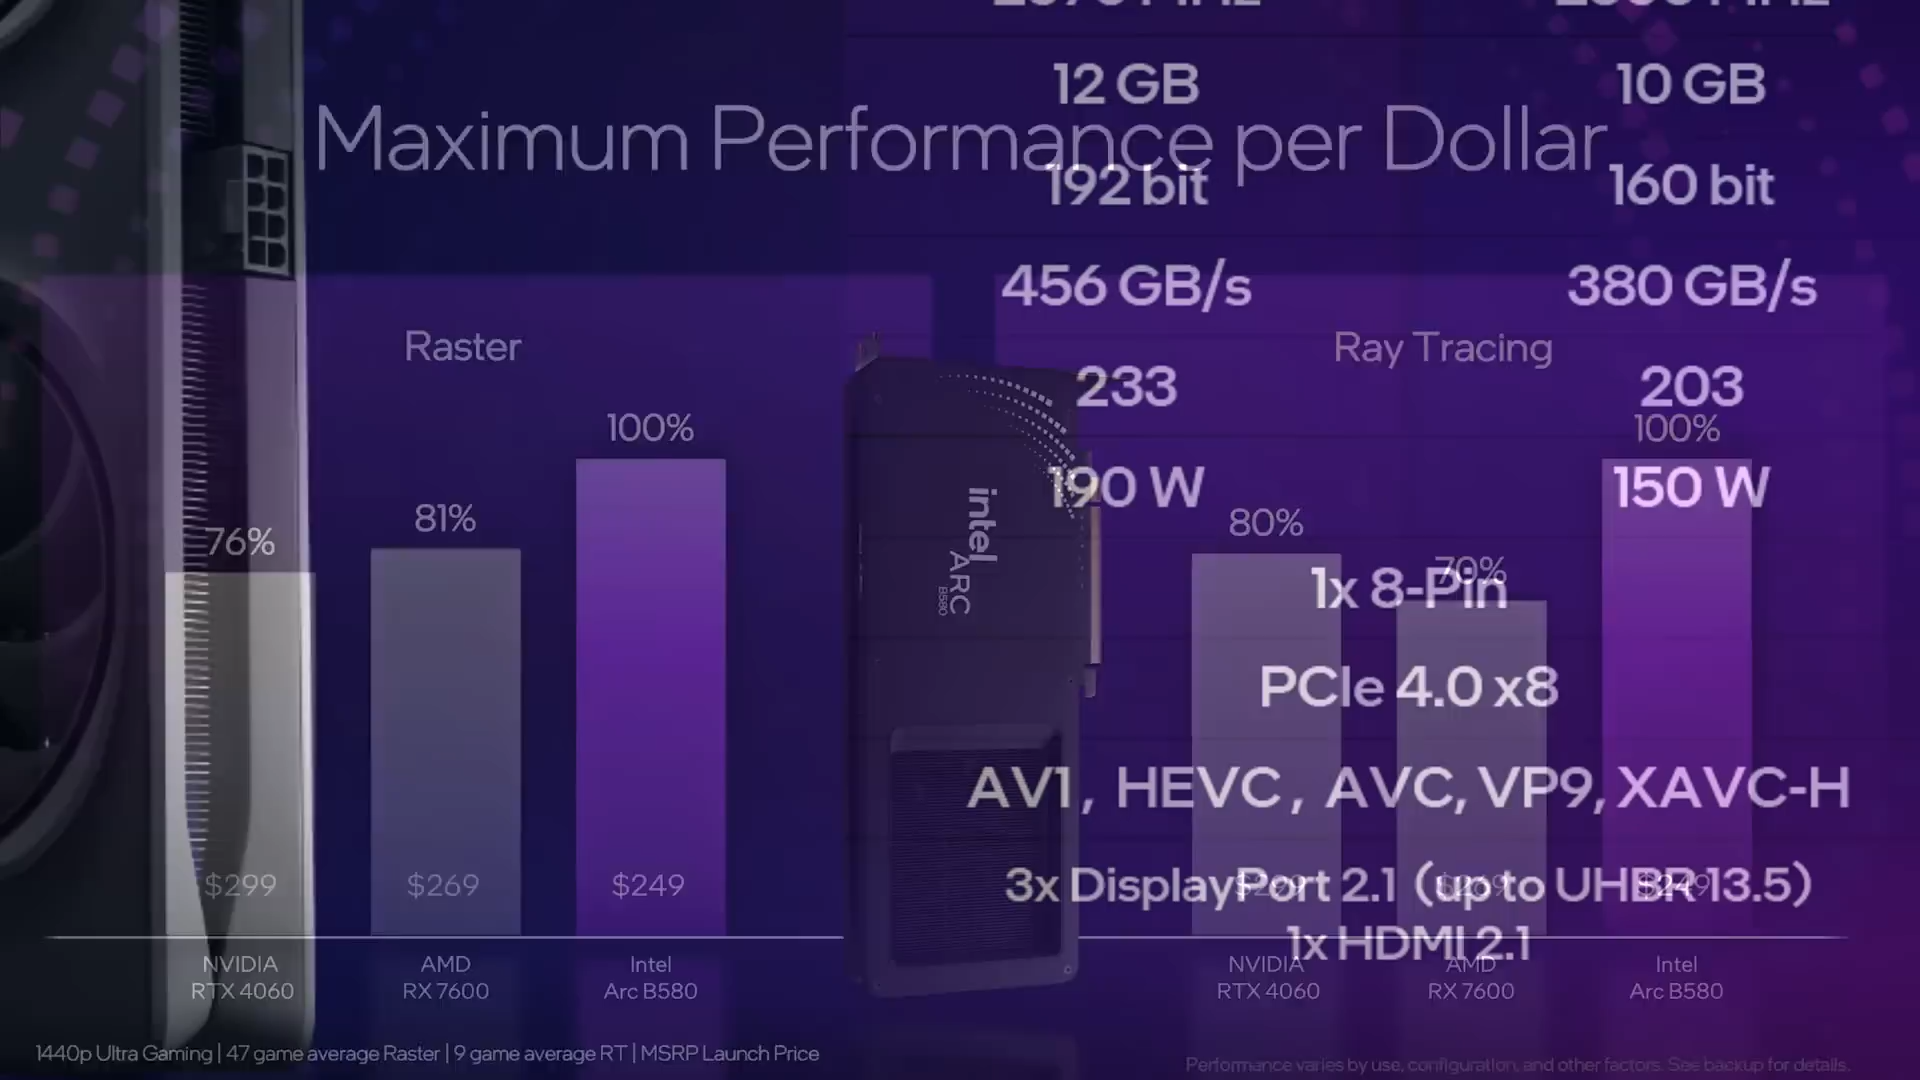 12 GB 10 GB
Maximum Performance per Dollar
192 bit 160 bit
456 GB/s 380 GB/s
Raster Ray Tracing
233 203
100% 100%
190 W 150 W
76% 81% 80% 70%
intel
ARC
B580
1x 8-Pin
PCIe 4.0 x8
AV1, HEVC, AVC, VP9, XAVC-H
$299 $269 $249 $299 $269 $249
3x DisplayPort 2.1 (up to UHBR 13.5)
1x HDMI 2.1
NVIDIA AMD Intel NVIDIA AMD Intel
RTX 4060 RX 7600 Arc B580 RTX 4060 RX 7600 Arc B580
1440p Ultra Gaming | 47 game average Raster | 9 game average RT | MSRP Launch Price
Performance varies by use, configuration, and other factors. See backup for details.